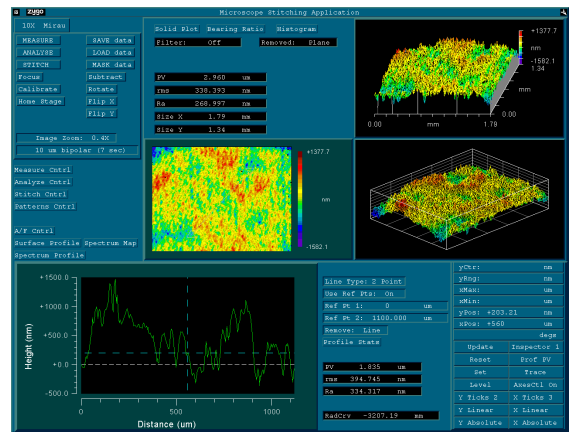 zygo Microscope Stitching Application
10X Mirau
MEASURE SAVE data
ANALYSE LOAD data
STITCH MASK data
Focus Subtract
Calibrate Rotate
Home Stage Flip X
Flip Y
Image Zoom: 0.4X
10 um bipolar (7 sec)
Measure Cntrl
Analyze Cntrl
Stitch Cntrl
Patterns Cntrl
A/F Cntrl
Surface Profile Spectrum Map
Spectrum Profile
Solid Plot Bearing Ratio Histogram
Filter: Off Removed: Plane
PV 2.960 um
rms 338.393 nm
Ra 268.997 nm
Size X 1.79 mm
Size Y 1.34 mm
+1377.7
nm
-1582.1
1.34
mm
0.00
0.00 mm 1.78
+1377.7
nm
-1582.1
+1500.0
+1000.0
+500.0
+0.0
-500.0
Height (nm)
0 500 1000
Distance (um)
Line Type: 2 Point
Use Ref Pts: On
Ref Pt 1: 0 um
Ref Pt 2: 1100.000 um
Remove: Line
Profile Stats
PV 1.835 um
rms 394.745 nm
Ra 334.317 nm
RadCrv -3207.19 mm
yCtr: nm
yRng: nm
xMax: um
xMin: um
yPos: +203.21 nm
xPos: +560 um
degs
Update Inspector 1
Reset Prof PV
Set Trace
Level AxesCtl On
Y Ticks 2 X Ticks 3
Y Linear X Linear
Y Absolute X Absolute